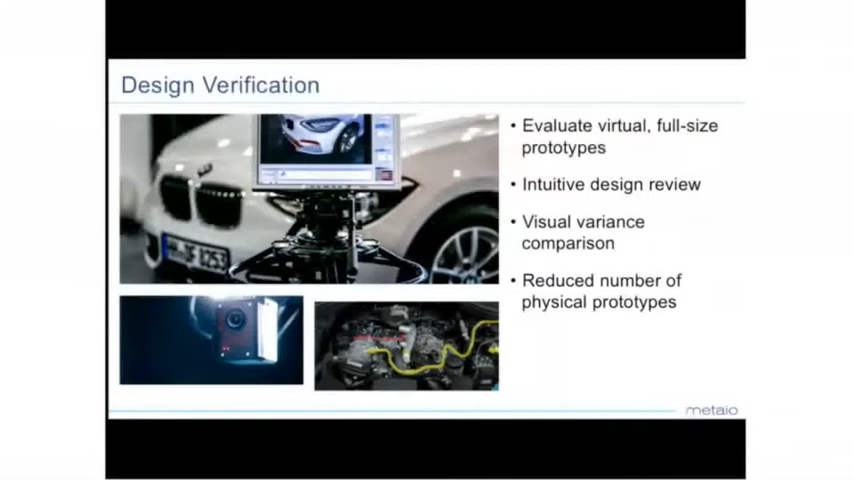 Design Verification
• Evaluate virtual, full-size
prototypes
• Intuitive design review
• Visual variance
comparison
• Reduced number of
physical prototypes
metaio